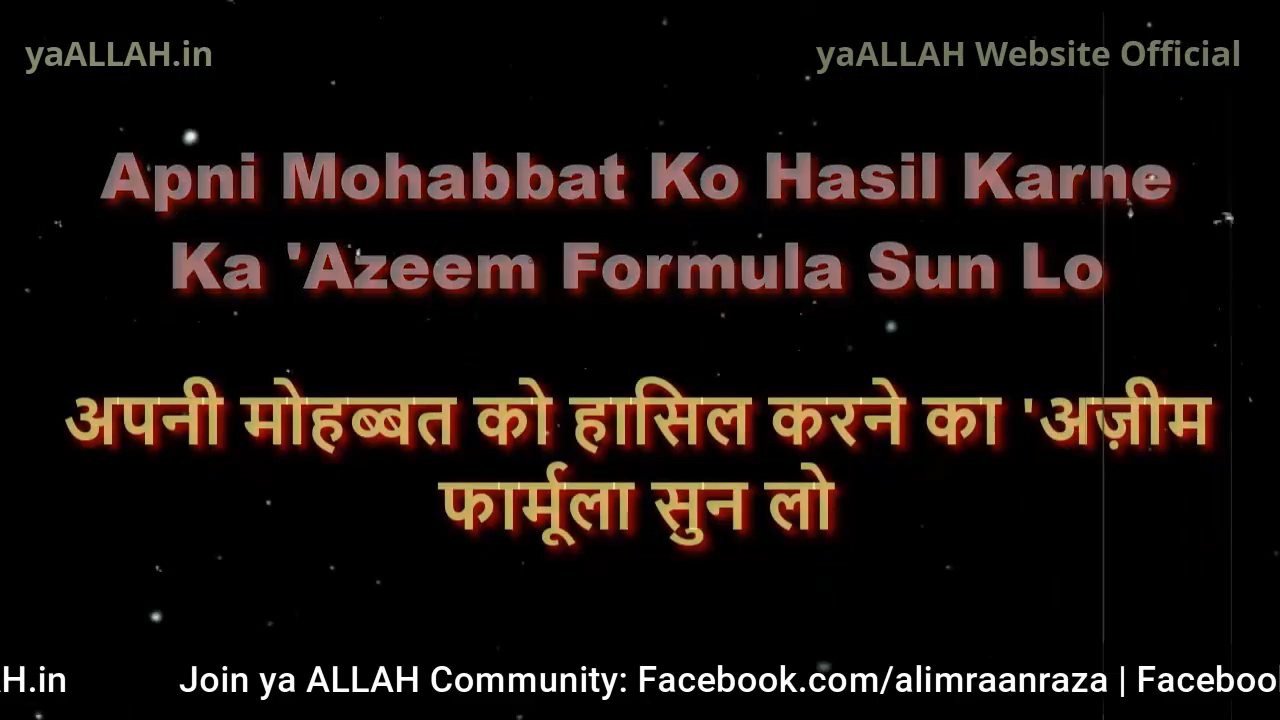 yaALLAH.in
yaALLAH Website Official
Apni Mohabbat Ko Hasil Karne
Ka 'Azeem Formula Sun Lo
अपनी मोहब्बत को हासिल करने का 'अज़ीम
फार्मूला सुन लो
H.in Join ya ALLAH Community: Facebook.com/alimraanraza | Faceboo